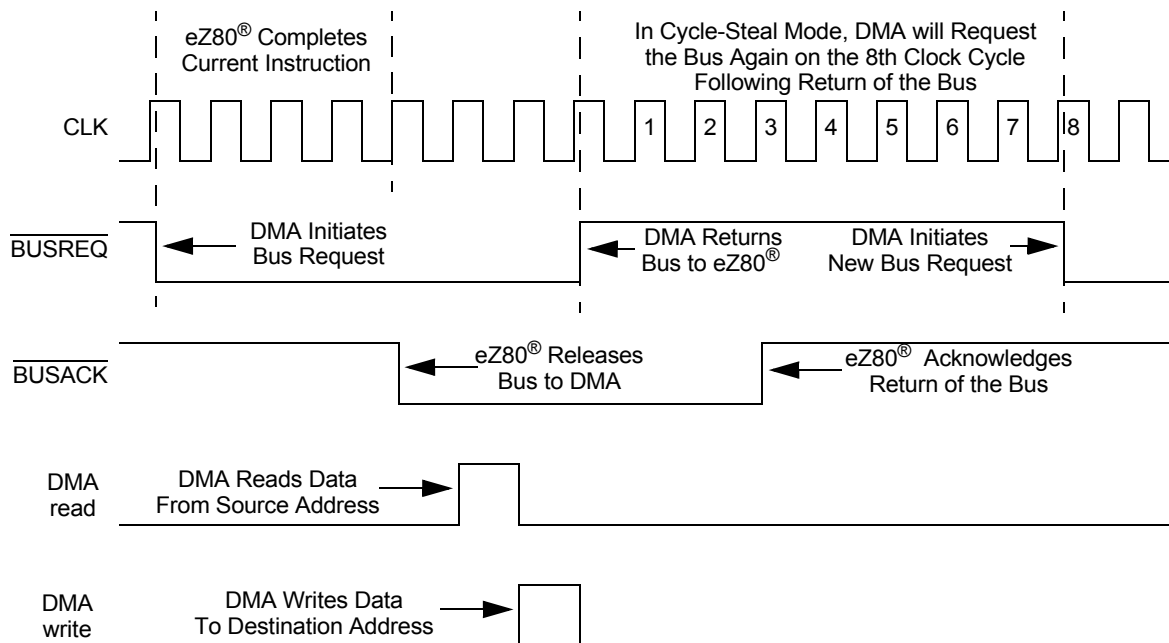 eZ80® Completes
Current Instruction
In Cycle-Steal Mode, DMA will Request
the Bus Again on the 8th Clock Cycle
Following Return of the Bus
CLK
1 2 3 4 5 6 7 8
BUSREQ
DMA Initiates
Bus Request
DMA Returns
Bus to eZ80®
DMA Initiates
New Bus Request
BUSACK
eZ80® Releases
Bus to DMA
eZ80® Acknowledges
Return of the Bus
DMA
read
DMA Reads Data
From Source Address
DMA
write
DMA Writes Data
To Destination Address